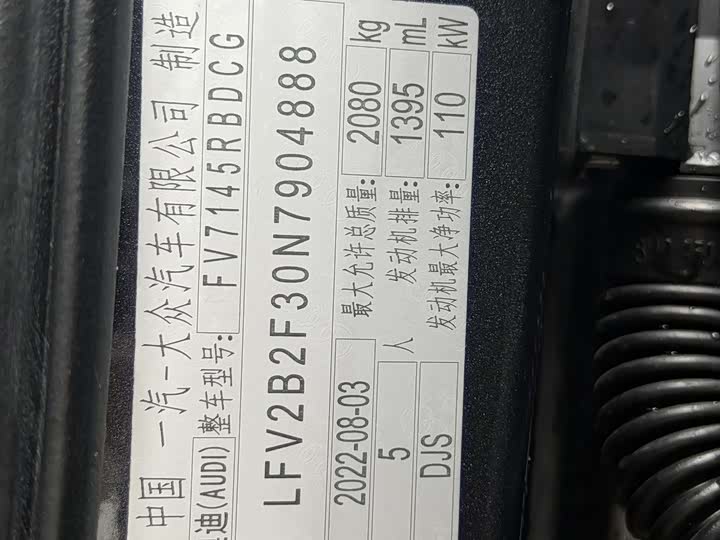 中国 一汽-大众汽车有限公司 制造
迪(AUDI) 整车型号: FV7145RBDCG
LFV2B2F30N7904888
2022-08-03 最大允许总质量: 2080 kg
5 人 发动机排量: 1395 mL
DJS 发动机最大净功率: 110 kW